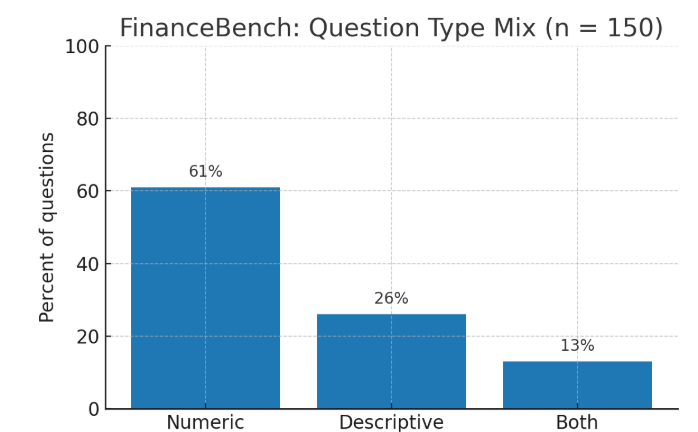 FinanceBench: Question Type Mix (n = 150)
Percent of questions
100
80
60
40
20
0
61%
26%
13%
Numeric
Descriptive
Both